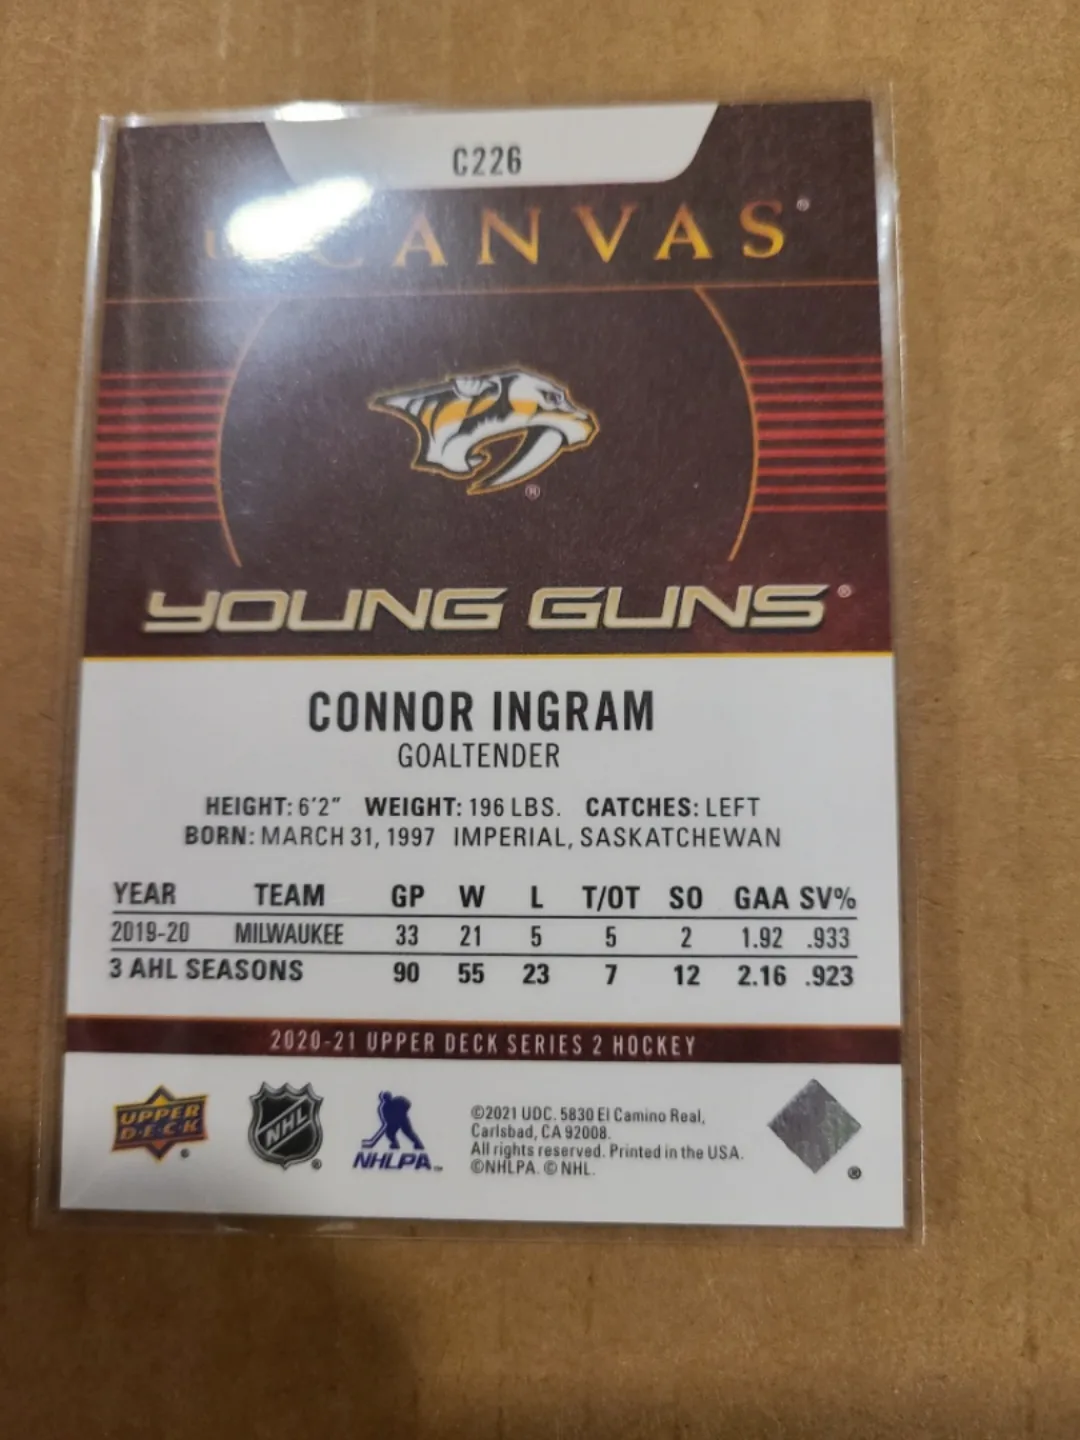 C226
CANVAS®
®
YOUNG GUNS®
CONNOR INGRAM
GOALTENDER
HEIGHT: 6'2" WEIGHT: 196 LBS. CATCHES: LEFT
BORN: MARCH 31, 1997 IMPERIAL, SASKATCHEWAN
YEAR TEAM GP W L T/OT SO GAA SV%
2019-20 MILWAUKEE 33 21 5 5 2 1.92 .933
3 AHL SEASONS 90 55 23 7 12 2.16 .923
2020-21 UPPER DECK SERIES 2 HOCKEY
UPPER
DECK®
NHL®
NHLPA™
©2021 UDC. 5830 El Camino Real,
Carlsbad, CA 92008.
All rights reserved. Printed in the USA.
©NHLPA. © NHL.
®